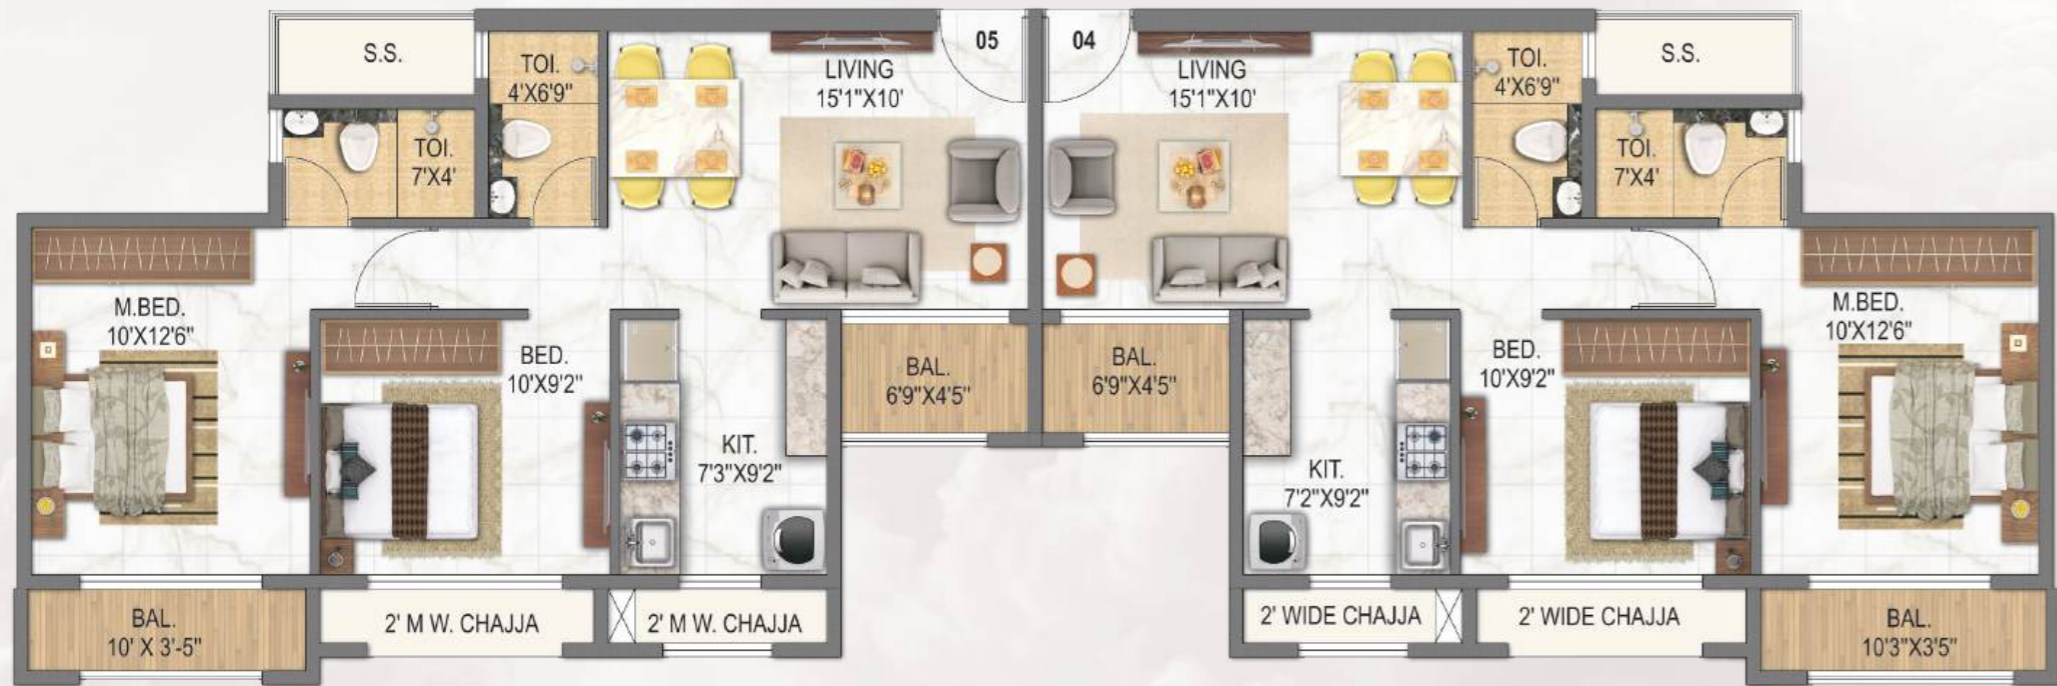 S.S.
TOI.
4'X6'9"
LIVING
15'1"X10'
05
04
LIVING
15'1"X10'
TOI.
4'X6'9"
S.S.
TOI.
7'X4'
TOI.
7'X4'
M.BED.
10'X12'6"
BED.
10'X9'2"
BAL.
6'9"X4'5"
BAL.
6'9"X4'5"
BED.
10'X9'2"
M.BED.
10'X12'6"
KIT.
7'3"X9'2"
KIT.
7'2"X9'2"
BAL.
10' X 3'-5"
2' M W. CHAJJA
2' M W. CHAJJA
2' WIDE CHAJJA
2' WIDE CHAJJA
BAL.
10'3"X3'5"